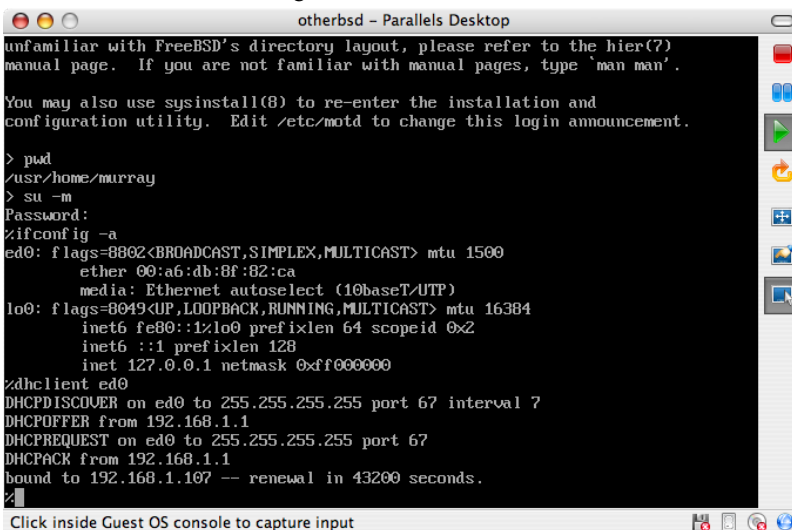 otherbsd – Parallels Desktop
unfamiliar with FreeBSD's directory layout, please refer to the hier(7)
manual page.  If you are not familiar with manual pages, type `man man'.
You may also use sysinstall(8) to re-enter the installation and
configuration utility.  Edit /etc/motd to change this login announcement.
> pwd
/usr/home/murray
> su -m
Password:
%ifconfig -a
ed0: flags=8802<BROADCAST,SIMPLEX,MULTICAST> mtu 1500
        ether 00:a6:db:8f:82:ca
        media: Ethernet autoselect (10baseT/UTP)
lo0: flags=8049<UP,LOOPBACK,RUNNING,MULTICAST> mtu 16384
        inet6 fe80::1%lo0 prefixlen 64 scopeid 0x2
        inet6 ::1 prefixlen 128
        inet 127.0.0.1 netmask 0xff000000
%dhclient ed0
DHCPDISCOVER on ed0 to 255.255.255.255 port 67 interval 7
DHCPOFFER from 192.168.1.1
DHCPREQUEST on ed0 to 255.255.255.255 port 67
DHCPACK from 192.168.1.1
bound to 192.168.1.107 -- renewal in 43200 seconds.
%
Click inside Guest OS console to capture input